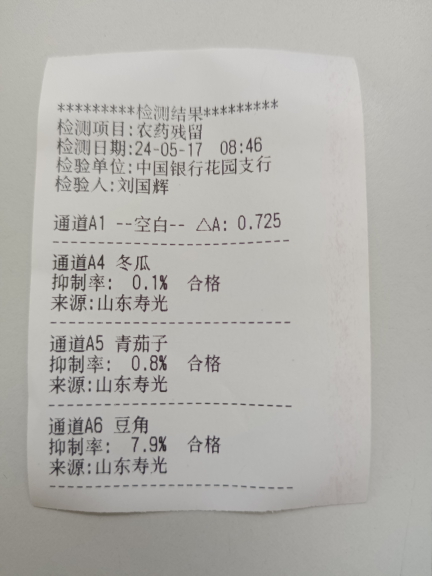 *********检测结果*********
检测项目:农药残留
检测日期:24-05-17 08:46
检验单位:中国银行花园支行
检验人:刘国辉
通道A1 --空白-- △A: 0.725
------------------------------
通道A4 冬瓜
抑制率: 0.1% 合格
来源:山东寿光
------------------------------
通道A5 青茄子
抑制率: 0.8% 合格
来源:山东寿光
------------------------------
通道A6 豆角
抑制率: 7.9% 合格
来源:山东寿光
------------------------------